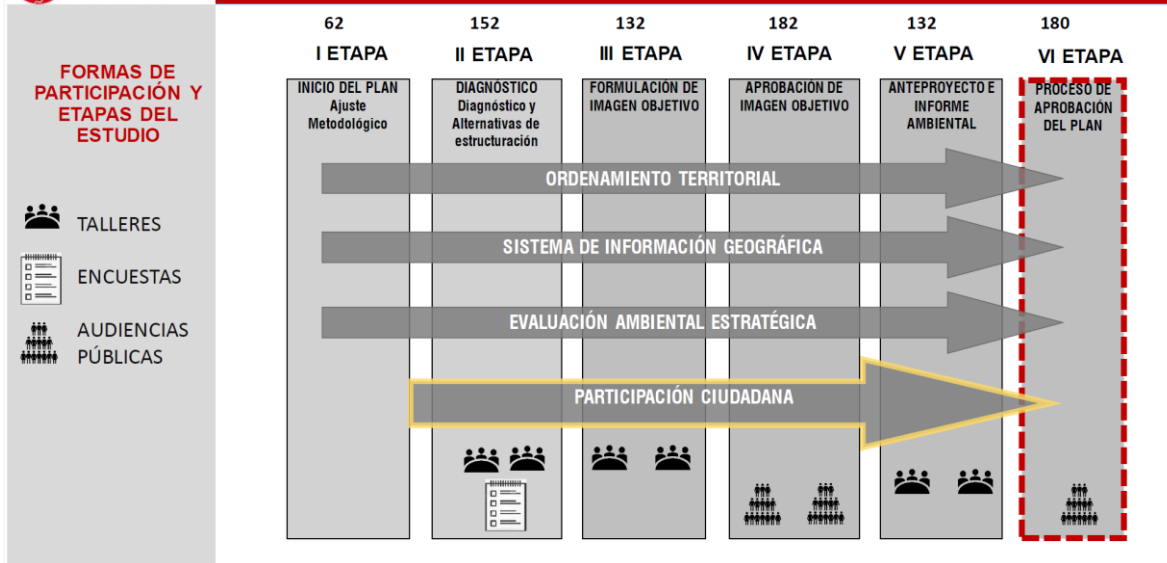 FORMAS DE
PARTICIPACIÓN Y
ETAPAS DEL
ESTUDIO
TALLERES
ENCUESTAS
AUDIENCIAS
PÚBLICAS
62
I ETAPA
INICIO DEL PLAN
Ajuste
Metodológico
152
II ETAPA
DIAGNÓSTICO
Diagnóstico y
Alternativas de
estructuración
132
III ETAPA
FORMULACIÓN DE
IMAGEN OBJETIVO
182
IV ETAPA
APROBACIÓN DE
IMAGEN OBJETIVO
132
V ETAPA
ANTEPROYECTO E
INFORME
AMBIENTAL
180
VI ETAPA
PROCESO DE
APROBACIÓN
DEL PLAN
ORDENAMIENTO TERRITORIAL
SISTEMA DE INFORMACIÓN GEOGRÁFICA
EVALUACIÓN AMBIENTAL ESTRATÉGICA
PARTICIPACIÓN CIUDADANA